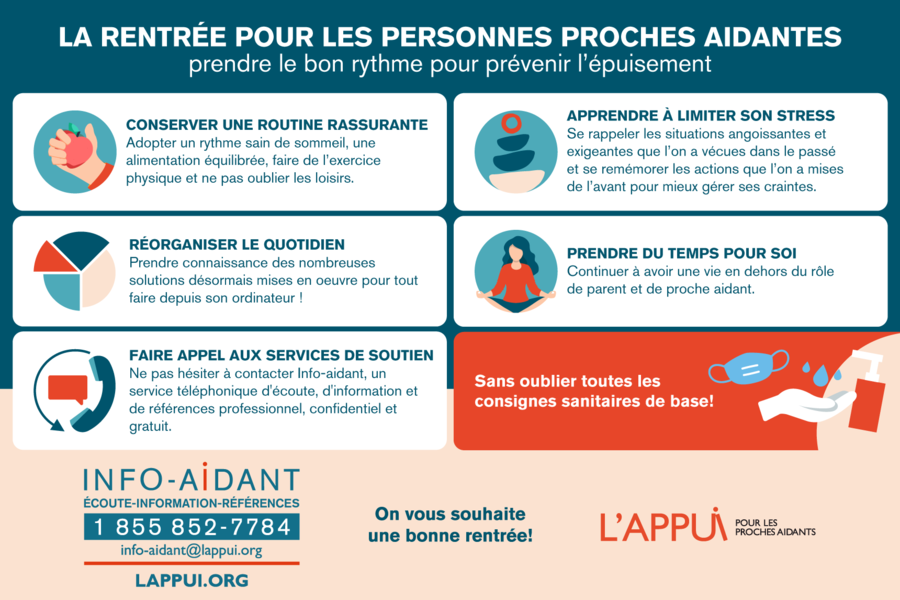 LA RENTRÉE POUR LES PERSONNES PROCHES AIDANTES
prendre le bon rythme pour prévenir l'épuisement
CONSERVER UNE ROUTINE RASSURANTE
Adopter un rythme sain de sommeil, une
alimentation équilibrée, faire de l'exercice
physique et ne pas oublier les loisirs.
APPRENDRE À LIMITER SON STRESS
Se rappeler les situations angoissantes et
exigeantes que l'on a vécues dans le passé
et se remémorer les actions que l'on a mises
de l'avant pour mieux gérer ses craintes.
RÉORGANISER LE QUOTIDIEN
Prendre connaissance des nombreuses
solutions désormais mises en oeuvre pour tout
faire depuis son ordinateur !
PRENDRE DU TEMPS POUR SOI
Continuer à avoir une vie en dehors du rôle
de parent et de proche aidant.
FAIRE APPEL AUX SERVICES DE SOUTIEN
Ne pas hésiter à contacter Info-aidant, un
service téléphonique d'écoute, d'information et
de références professionnel, confidentiel et
gratuit.
Sans oublier toutes les
consignes sanitaires de base!
INFO-AiDANT
ÉCOUTE-INFORMATION-RÉFÉRENCES
1 855 852-7784
info-aidant@lappui.org
LAPPUI.ORG
On vous souhaite
une bonne rentrée!
L'APPUi
POUR LES
PROCHES AIDANTS